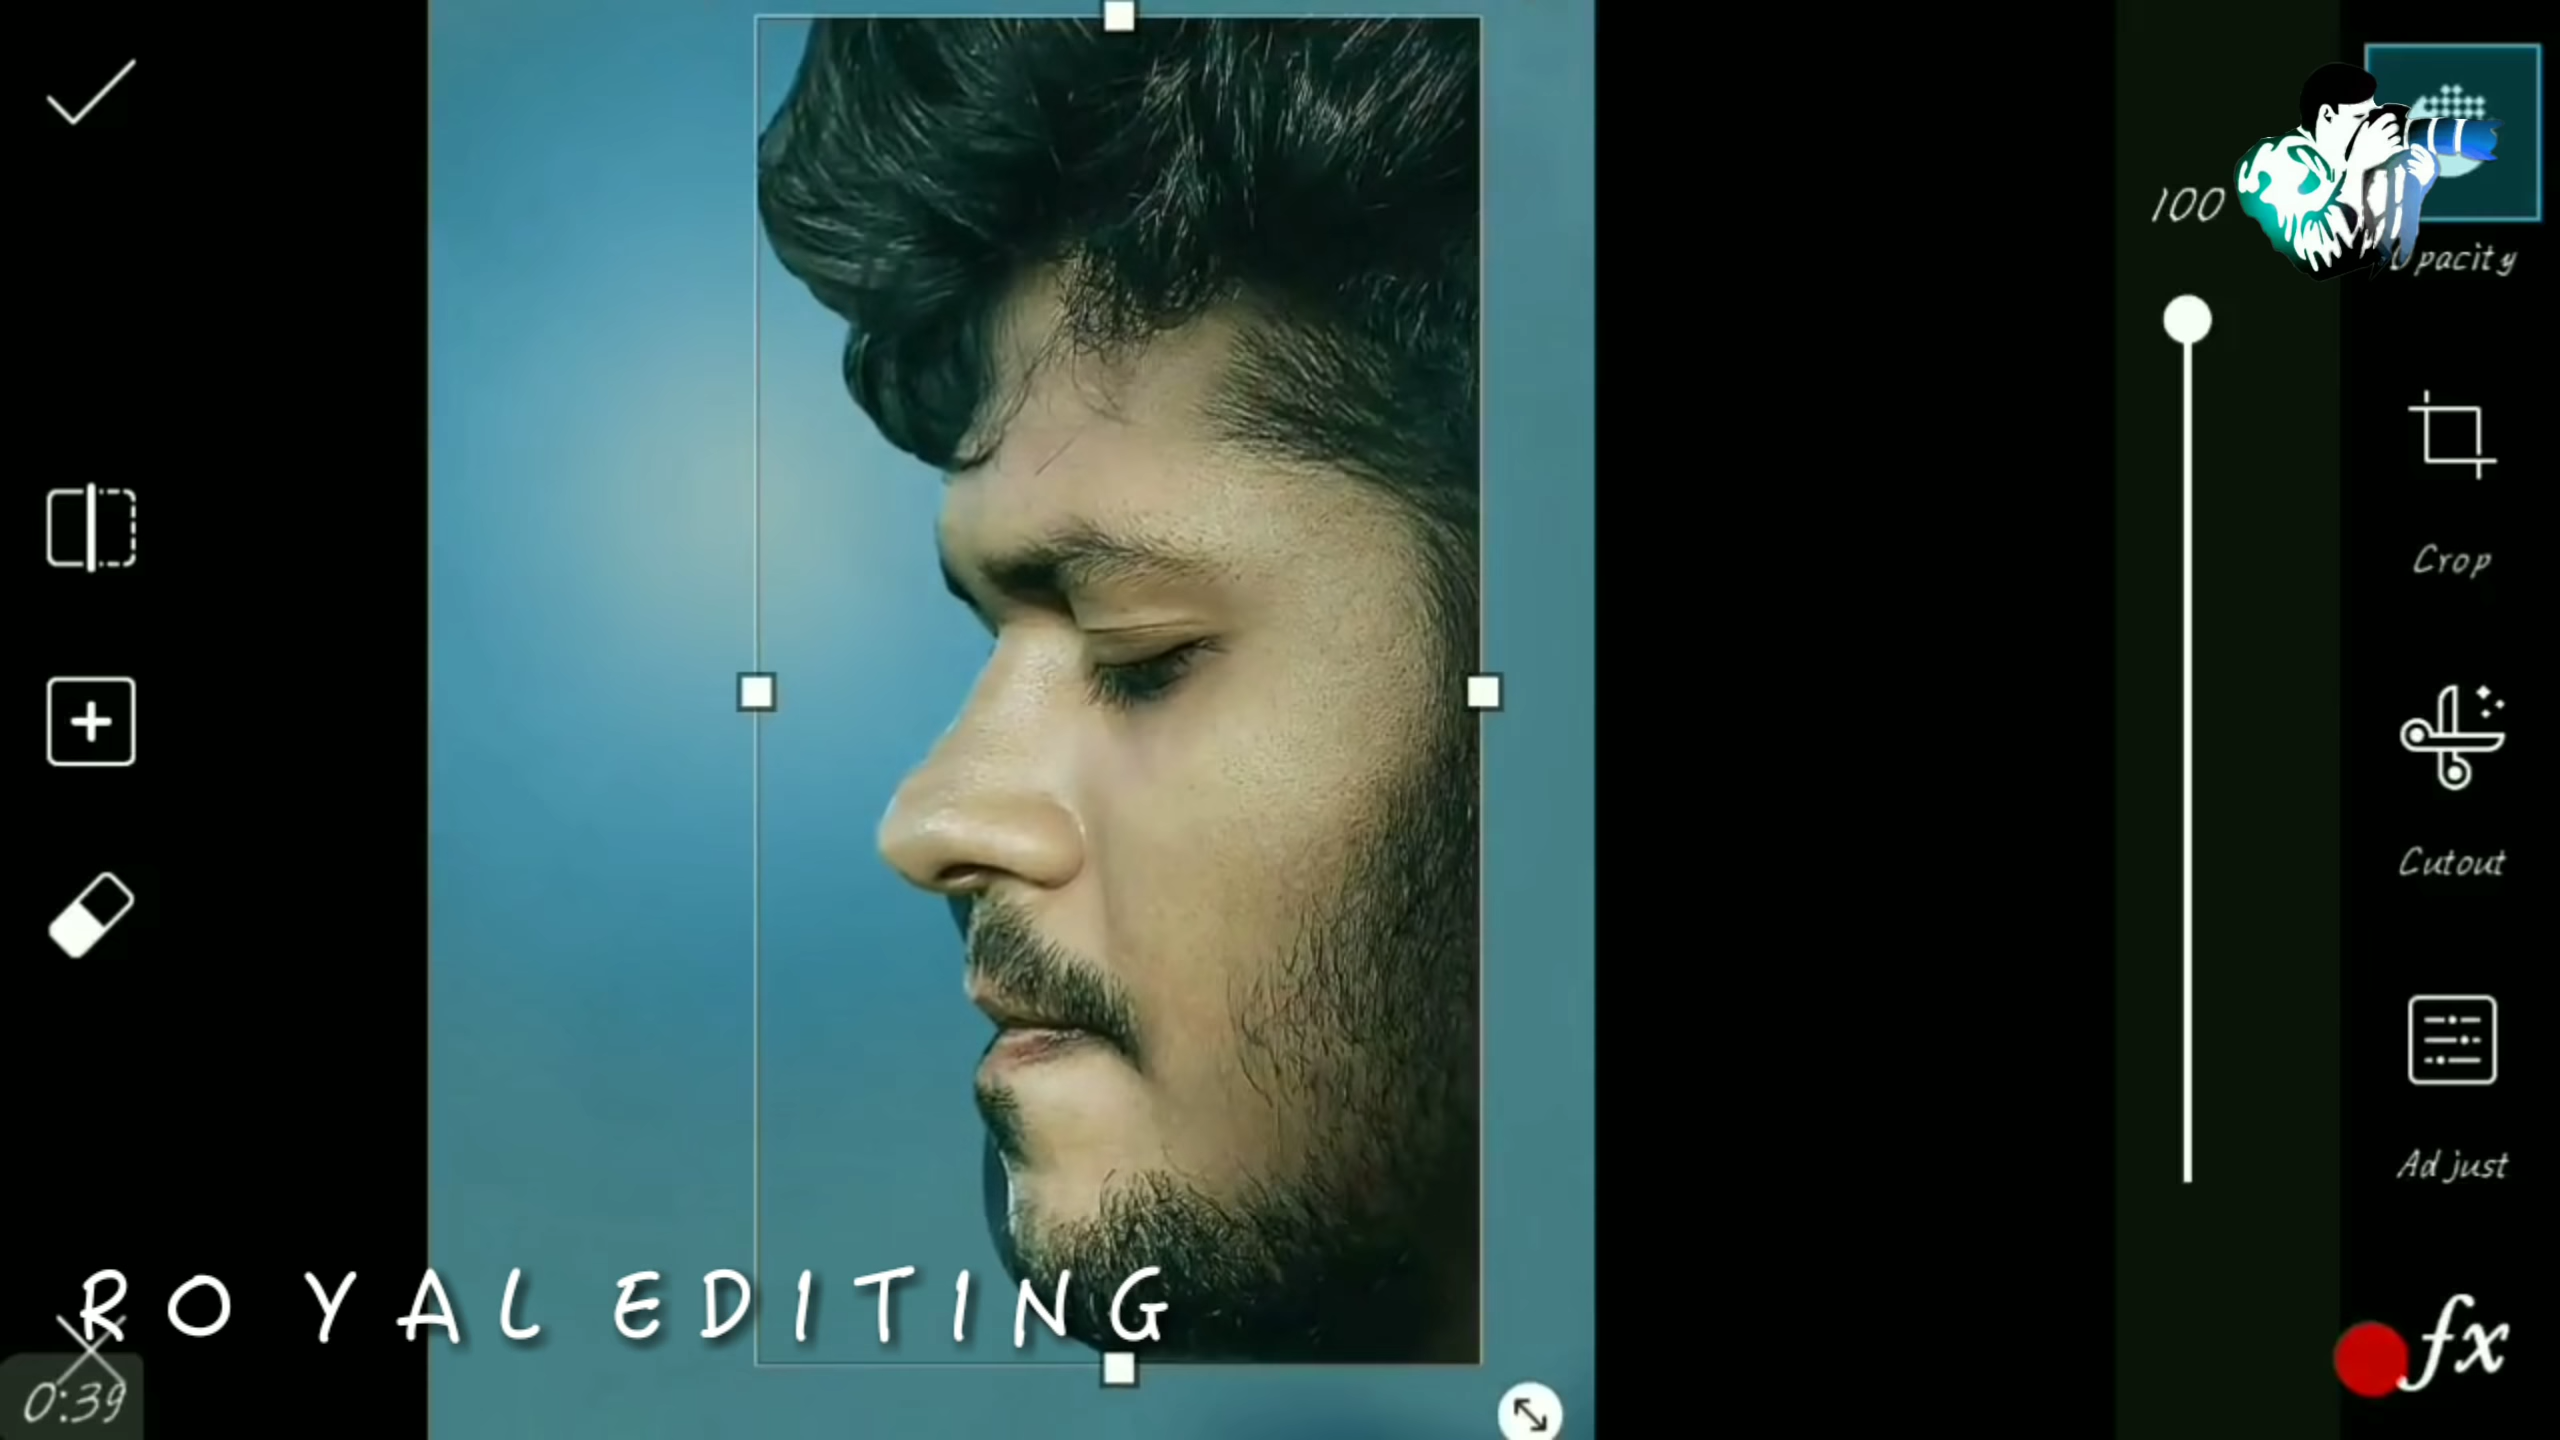 100
Opacity
Crop
Cutout
Adjust
fx
ROYAL EDITING
0:39